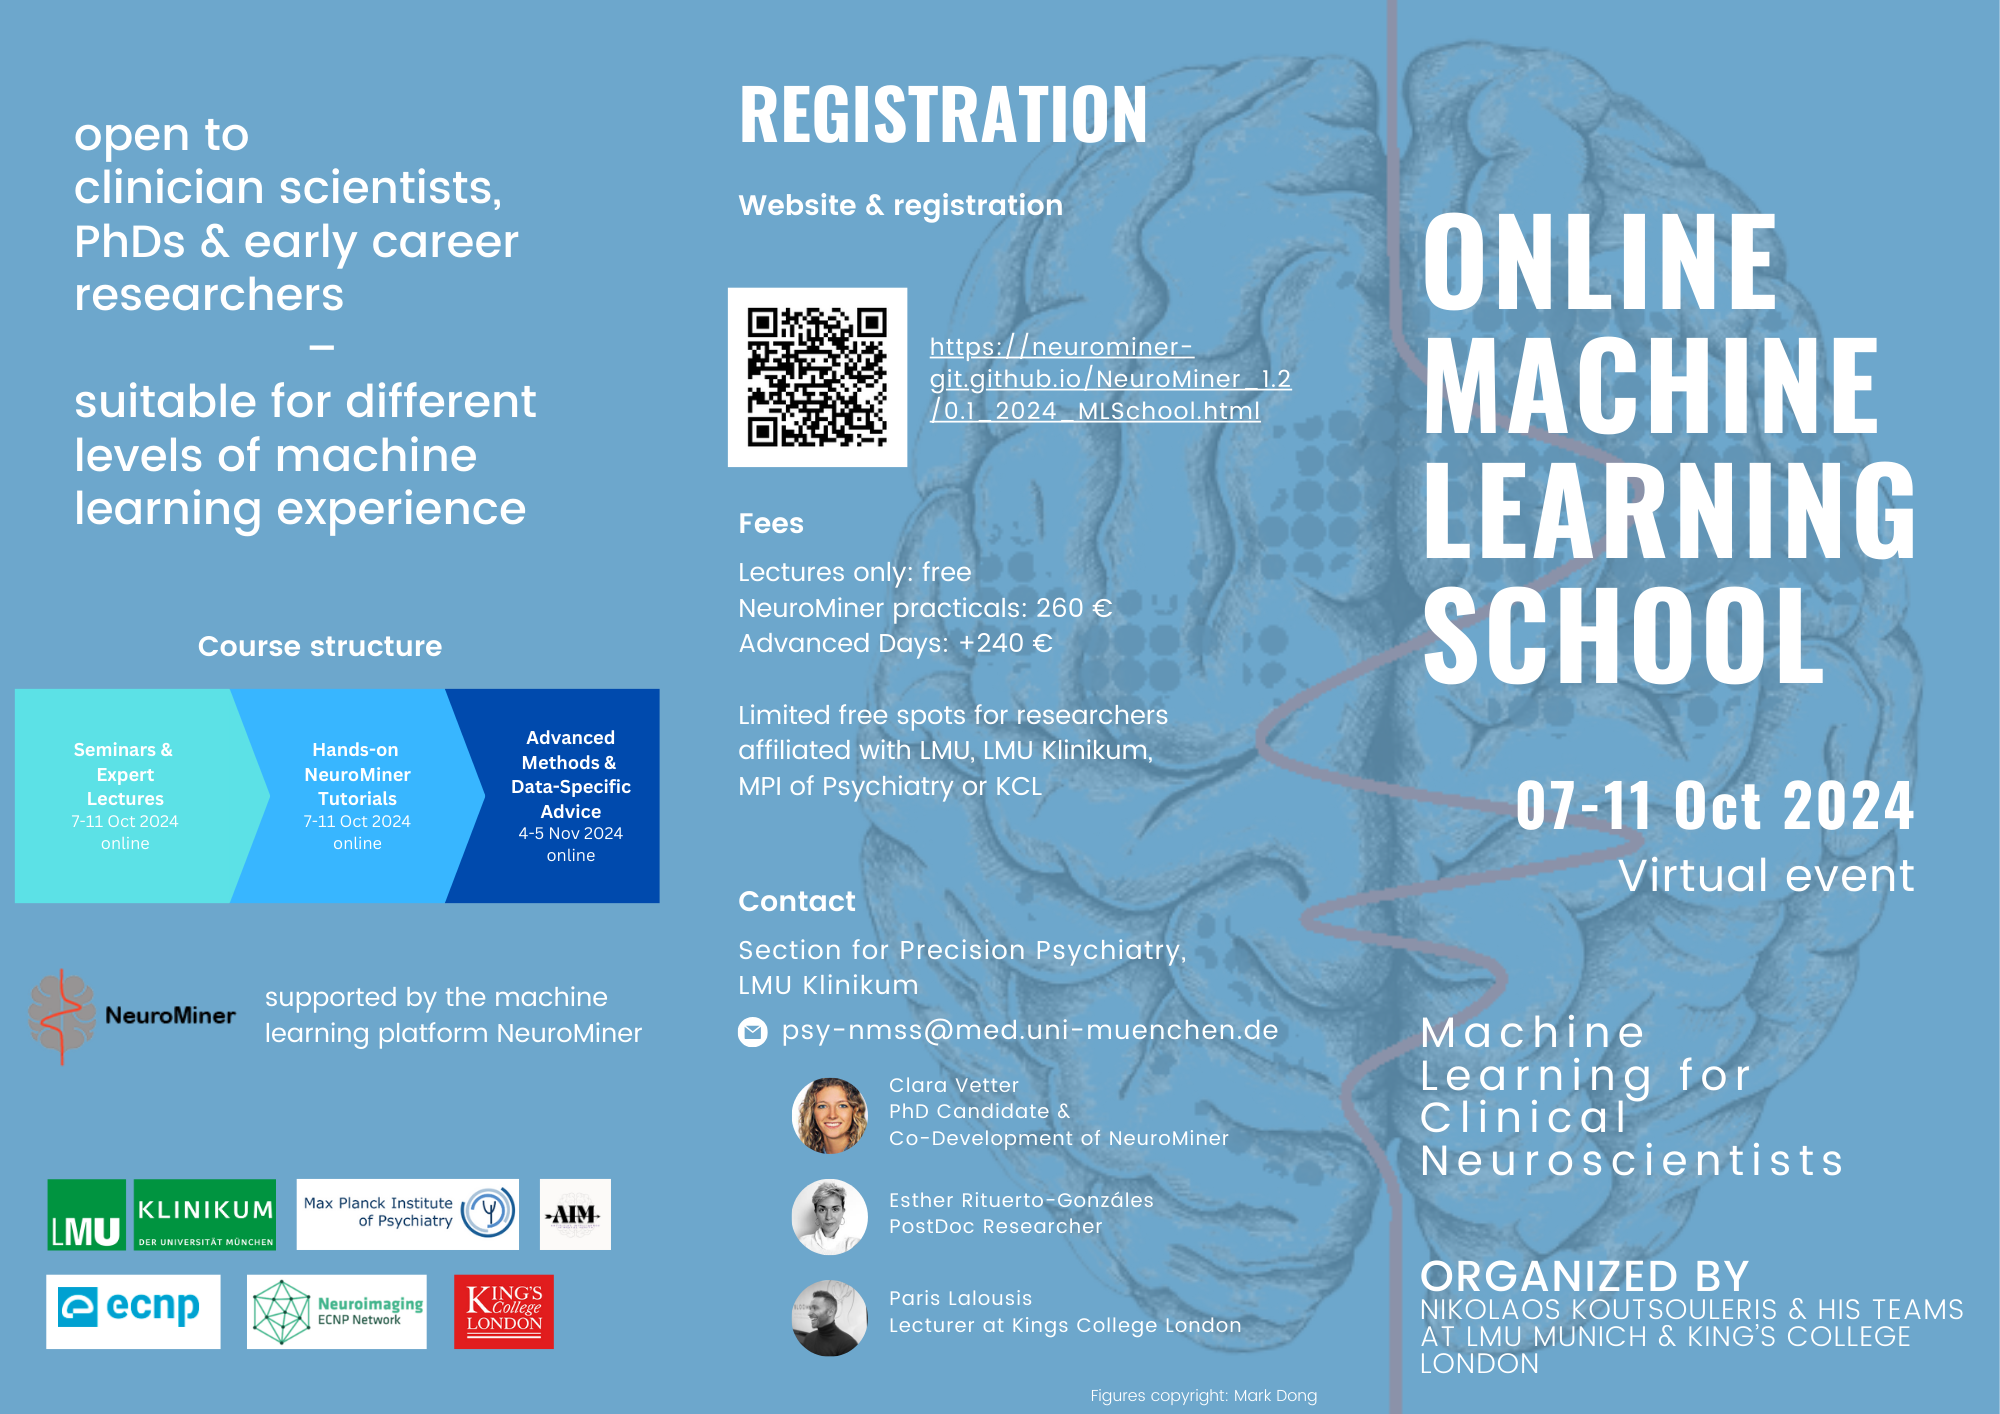 open to
clinician scientists,
PhDs & early career
researchers
–
suitable for different
levels of machine
learning experience
Course structure
Seminars &
Expert
Lectures
7-11 Oct 2024
online
Hands-on
NeuroMiner
Tutorials
7-11 Oct 2024
online
Advanced
Methods &
Data-Specific
Advice
4-5 Nov 2024
online
NeuroMiner
supported by the machine
learning platform NeuroMiner
LMU
KLINIKUM
DER UNIVERSITÄT MÜNCHEN
Max Planck Institute
of Psychiatry
AIM
ecnp
Neuroimaging
ECNP Network
KING'S
College
LONDON
REGISTRATION
Website & registration
https://neurominer-
git.github.io/NeuroMiner_1.2
/0.1_2024_MLSchool.html
Fees
Lectures only: free
NeuroMiner practicals: 260 €
Advanced Days: +240 €
Limited free spots for researchers
affiliated with LMU, LMU Klinikum,
MPI of Psychiatry or KCL
Contact
Section for Precision Psychiatry,
LMU Klinikum
psy-nmss@med.uni-muenchen.de
Clara Vetter
PhD Candidate &
Co-Development of NeuroMiner
Esther Rituerto-Gonzáles
PostDoc Researcher
Paris Lalousis
Lecturer at Kings College London
Figures copyright: Mark Dong
ONLINE
MACHINE
LEARNING
SCHOOL
07-11 Oct 2024
Virtual event
Machine
Learning for
Clinical
Neuroscientists
ORGANIZED BY
NIKOLAOS KOUTSOULERIS & HIS TEAMS
AT LMU MUNICH & KING'S COLLEGE
LONDON